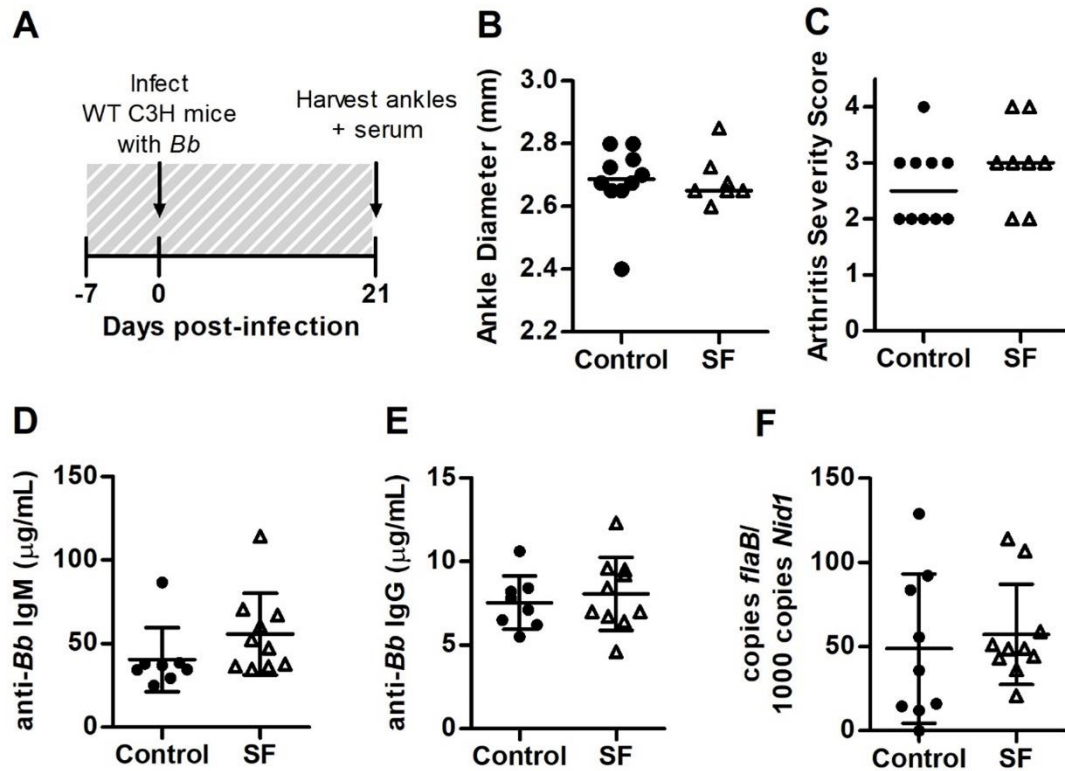 A
Infect
WT C3H mice
with Bb
Harvest ankles
+ serum
-7
0
21
Days post-infection
B
Ankle Diameter (mm)
3.0
2.8
2.6
2.4
2.2
Control
SF
C
Arthritis Severity Score
4
3
2
1
0
Control
SF
D
anti-Bb IgM (μg/mL)
150
100
50
0
Control
SF
E
anti-Bb IgG (μg/mL)
15
10
5
0
Control
SF
F
copies flaB/
1000 copies Nid1
150
100
50
0
Control
SF